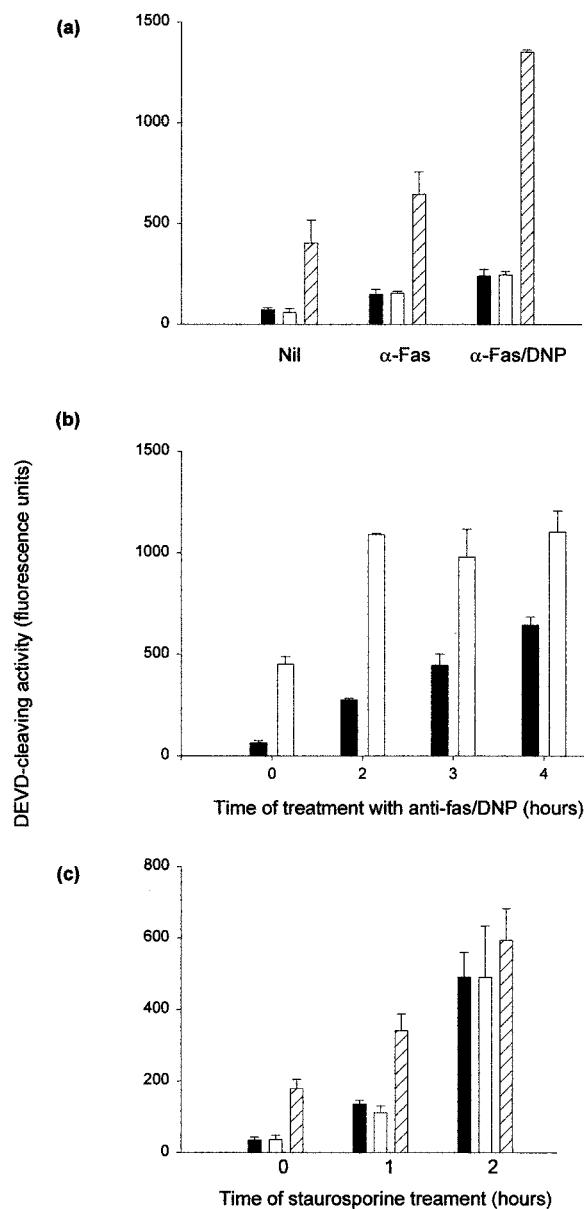 (a)
1500
1000
500
0
Nil α-Fas α-Fas/DNP
(b)
DEVD-cleaving activity (fluorescence units)
1500
1000
500
0
0 2 3 4
Time of treatment with anti-fas/DNP (hours)
(c)
800
600
400
200
0
0 1 2
Time of staurosporine treament (hours)